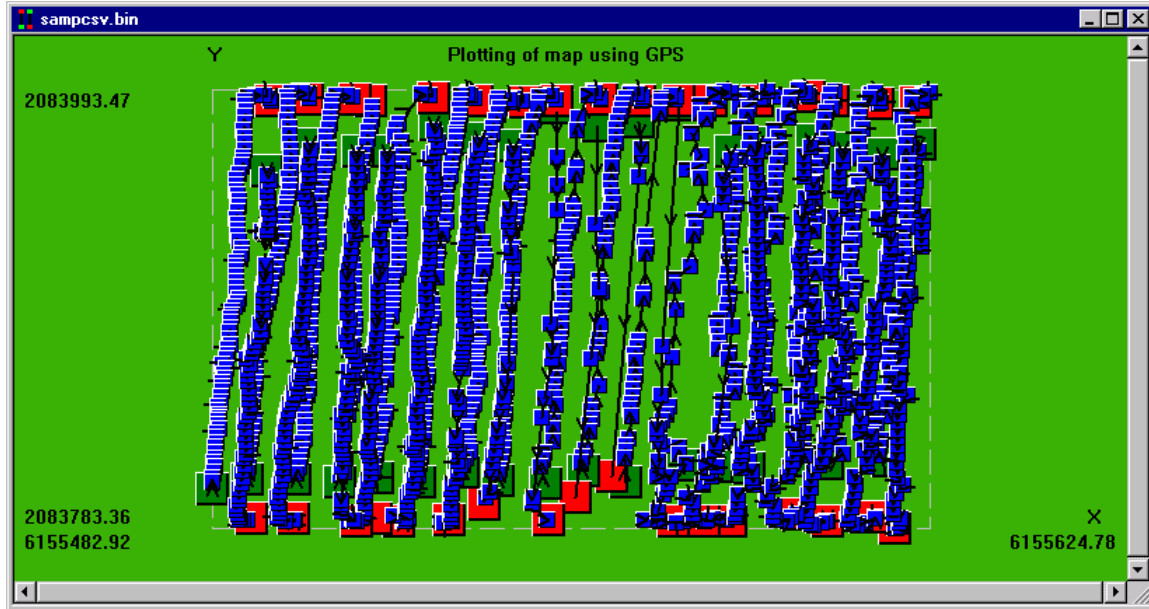 sampcsv.bin
Y
Plotting of map using GPS
2083993.47
2083783.36
X
6155482.92
6155624.78